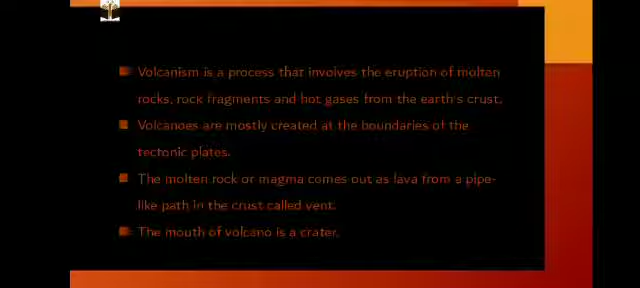 Volcanism is a process that involves the eruption of molten
rocks, rock fragments and hot gases from the earth's crust.
Volcanoes are mostly created at the boundaries of the
tectonic plates.
The molten rock or magma comes out as lava from a pipe-
like path in the crust called vent.
The mouth of volcano is a crater.